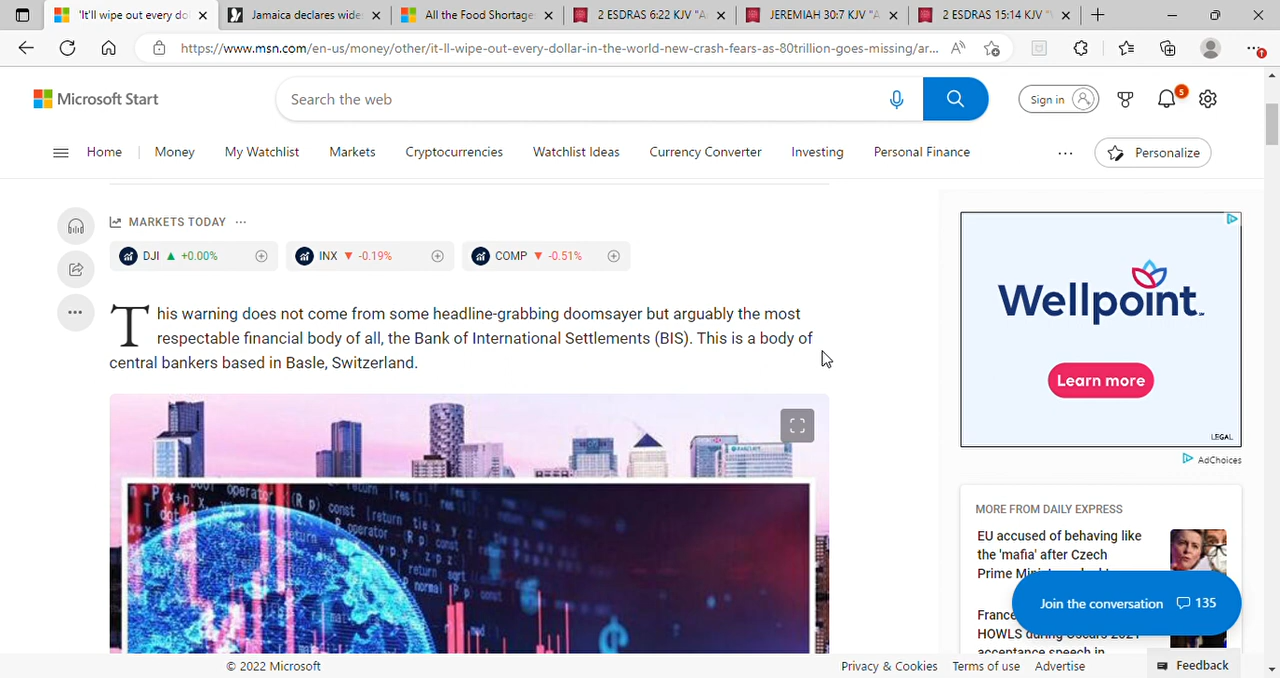 'It'll wipe out every do
Jamaica declares wide
All the Food Shortage
2 ESDRAS 6:22 KJV "A
JEREMIAH 30:7 KJV "A
2 ESDRAS 15:14 KJV "
https://www.msn.com/en-us/money/other/it-ll-wipe-out-every-dollar-in-the-world-new-crash-fears-as-80trillion-goes-missing/ar...
Microsoft Start
Search the web
Sign in
5
Home
Money
My Watchlist
Markets
Cryptocurrencies
Watchlist Ideas
Currency Converter
Investing
Personal Finance
...
Personalize
MARKETS TODAY ...
DJI ▲ +0.00%
INX ▼ -0.19%
COMP ▼ -0.51%
This warning does not come from some headline-grabbing doomsayer but arguably the most
respectable financial body of all, the Bank of International Settlements (BIS). This is a body of
central bankers based in Basle, Switzerland.
BARCLAYS
Wellpoint
Learn more
LEGAL
AdChoices
MORE FROM DAILY EXPRESS
EU accused of behaving like
the 'mafia' after Czech
Join the conversation 135
HOWLS during Oscars 2021
acceptance speech in
© 2022 Microsoft
Privacy & Cookies
Terms of use
Advertise
Feedback